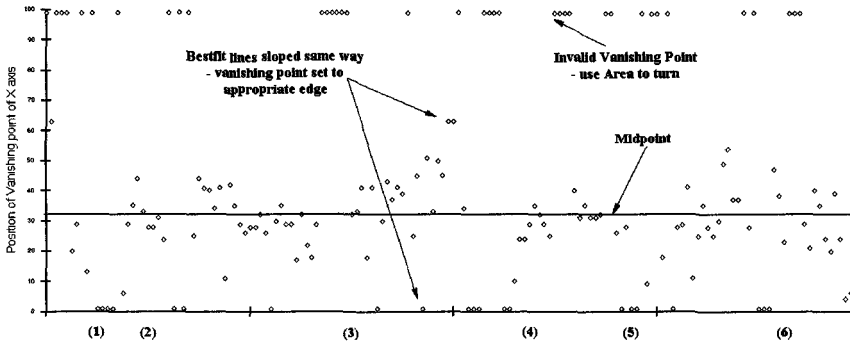 100
90
80
70
60
50
40
30
20
10
0
Position of Vanishing point of X axis
Bestfit lines sloped same way
- vanishing point set to
appropriate edge
Invalid Vanishing Point
- use Area to turn
Midpoint
(1) (2) (3) (4) (5) (6)